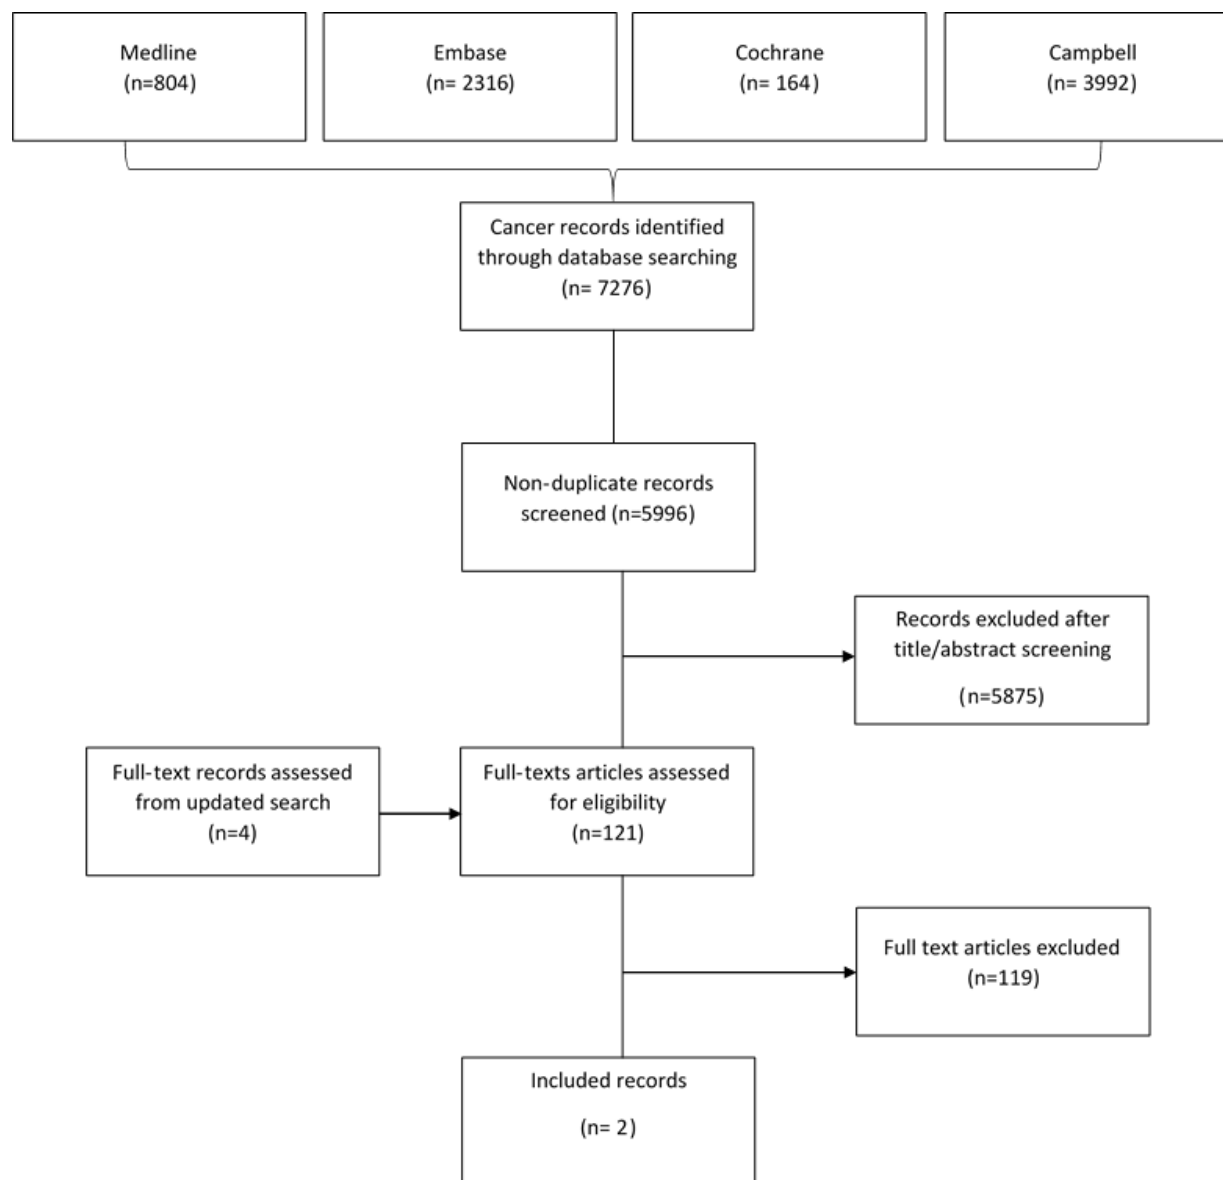 Medline
(n=804)
Embase
(n= 2316)
Cochrane
(n= 164)
Campbell
(n= 3992)
Cancer records identified
through database searching
(n= 7276)
Non-duplicate records
screened (n=5996)
Records excluded after
title/abstract screening
(n=5875)
Full-text records assessed
from updated search
(n=4)
Full-texts articles assessed
for eligibility
(n=121)
Full text articles excluded
(n=119)
Included records
(n= 2)